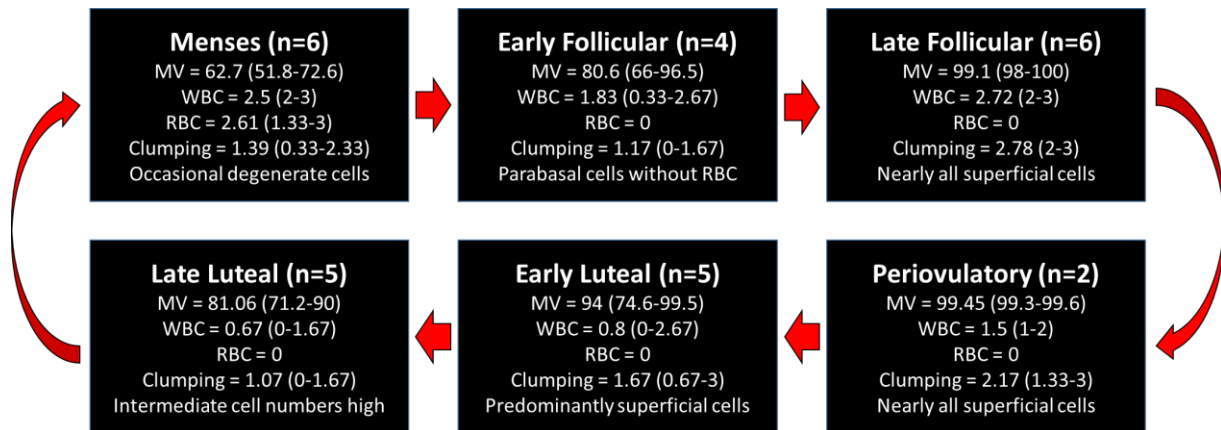 Menses (n=6)
MV = 62.7 (51.8-72.6)
WBC = 2.5 (2-3)
RBC = 2.61 (1.33-3)
Clumping = 1.39 (0.33-2.33)
Occasional degenerate cells
Early Follicular (n=4)
MV = 80.6 (66-96.5)
WBC = 1.83 (0.33-2.67)
RBC = 0
Clumping = 1.17 (0-1.67)
Parabasal cells without RBC
Late Follicular (n=6)
MV = 99.1 (98-100)
WBC = 2.72 (2-3)
RBC = 0
Clumping = 2.78 (2-3)
Nearly all superficial cells
Late Luteal (n=5)
MV = 81.06 (71.2-90)
WBC = 0.67 (0-1.67)
RBC = 0
Clumping = 1.07 (0-1.67)
Intermediate cell numbers high
Early Luteal (n=5)
MV = 94 (74.6-99.5)
WBC = 0.8 (0-2.67)
RBC = 0
Clumping = 1.67 (0.67-3)
Predominantly superficial cells
Periovulatory (n=2)
MV = 99.45 (99.3-99.6)
WBC = 1.5 (1-2)
RBC = 0
Clumping = 2.17 (1.33-3)
Nearly all superficial cells